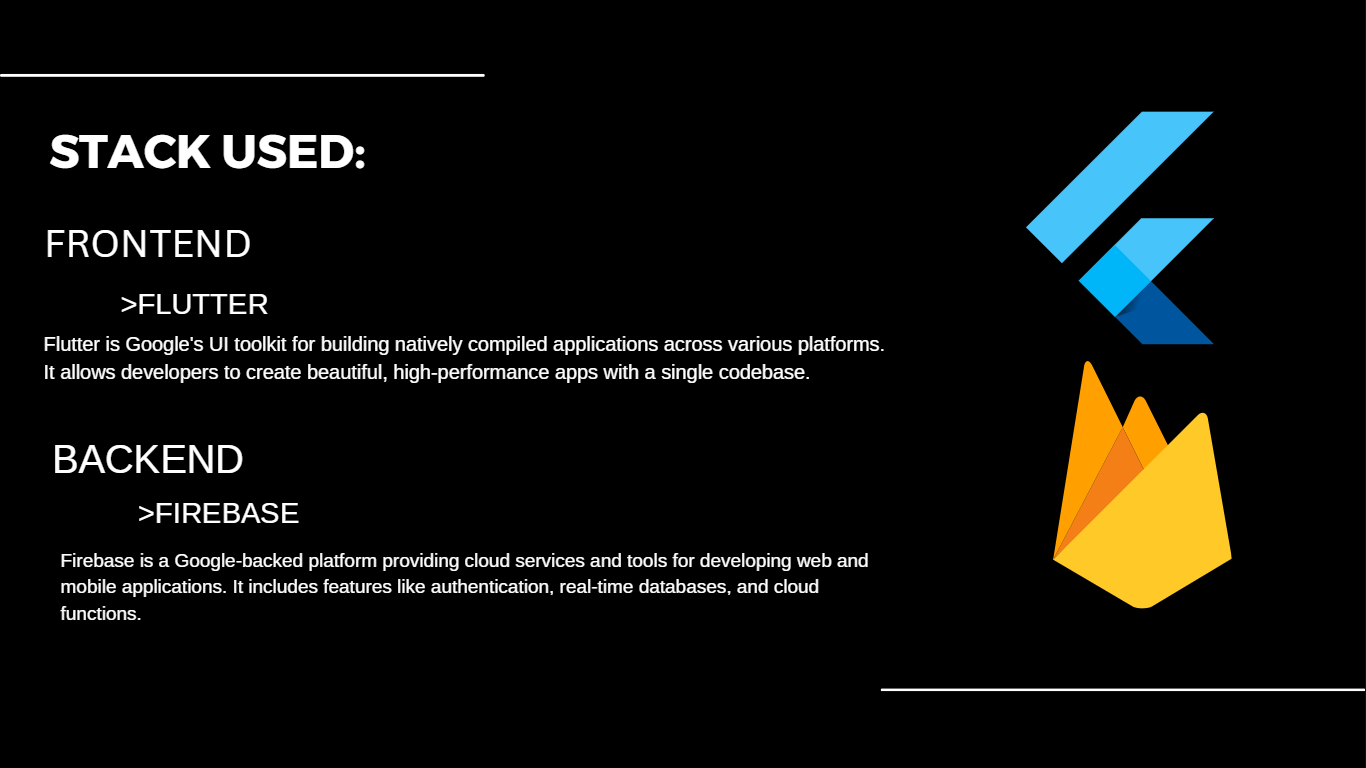 STACK USED:
FRONTEND
>FLUTTER
Flutter is Google's UI toolkit for building natively compiled applications across various platforms.
It allows developers to create beautiful, high-performance apps with a single codebase.
BACKEND
>FIREBASE
Firebase is a Google-backed platform providing cloud services and tools for developing web and
mobile applications. It includes features like authentication, real-time databases, and cloud
functions.